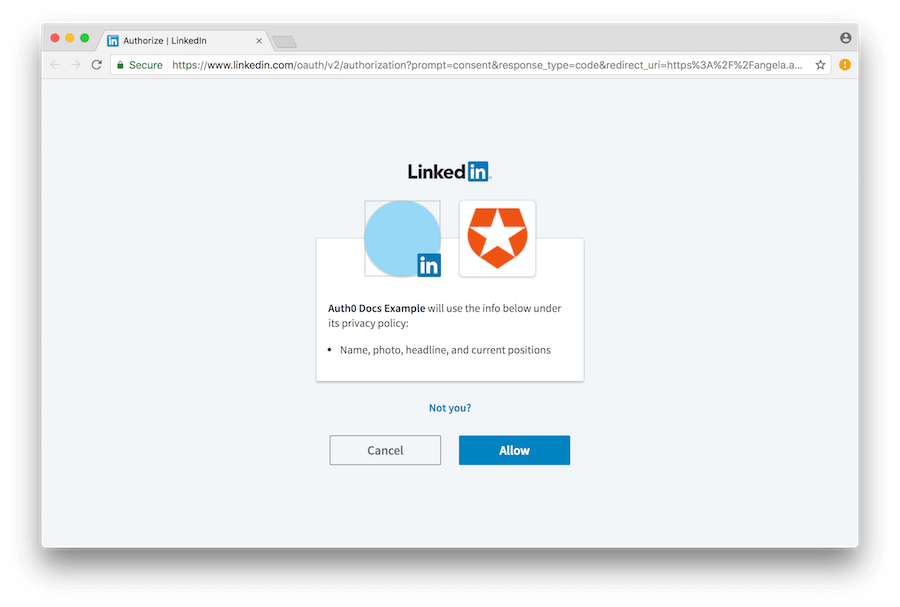 Authorize | LinkedIn
Secure https://www.linkedin.com/oauth/v2/authorization?prompt=consent&response_type=code&redirect_uri=https%3A%2F%2Fangela.a...
Linked in
in
Auth0 Docs Example will use the info below under
its privacy policy:
• Name, photo, headline, and current positions
Not you?
Cancel Allow